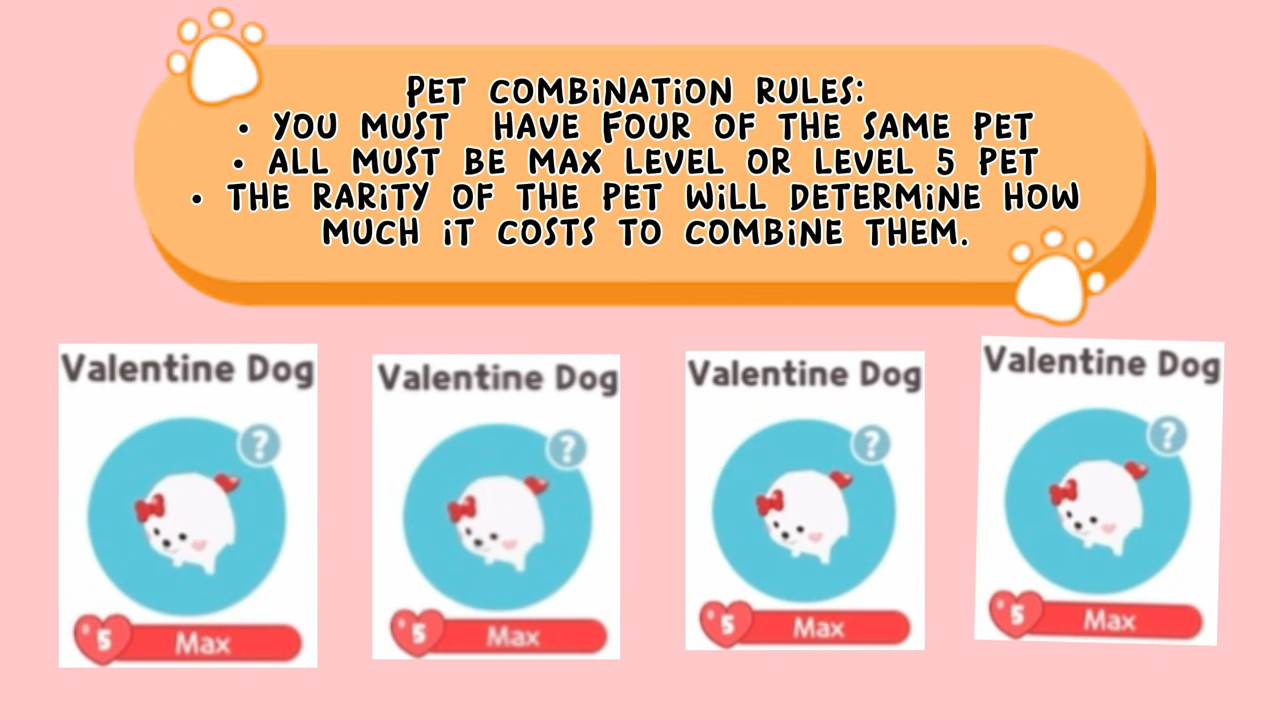 PET COMBINATION RULES:
• YOU MUST HAVE FOUR OF THE SAME PET
• ALL MUST BE MAX LEVEL OR LEVEL 5 PET
• THE RARITY OF THE PET WILL DETERMINE HOW
MUCH IT COSTS TO COMBINE THEM.
Valentine Dog
?
5 Max
Valentine Dog
?
5 Max
Valentine Dog
?
5 Max
Valentine Dog
?
5 Max